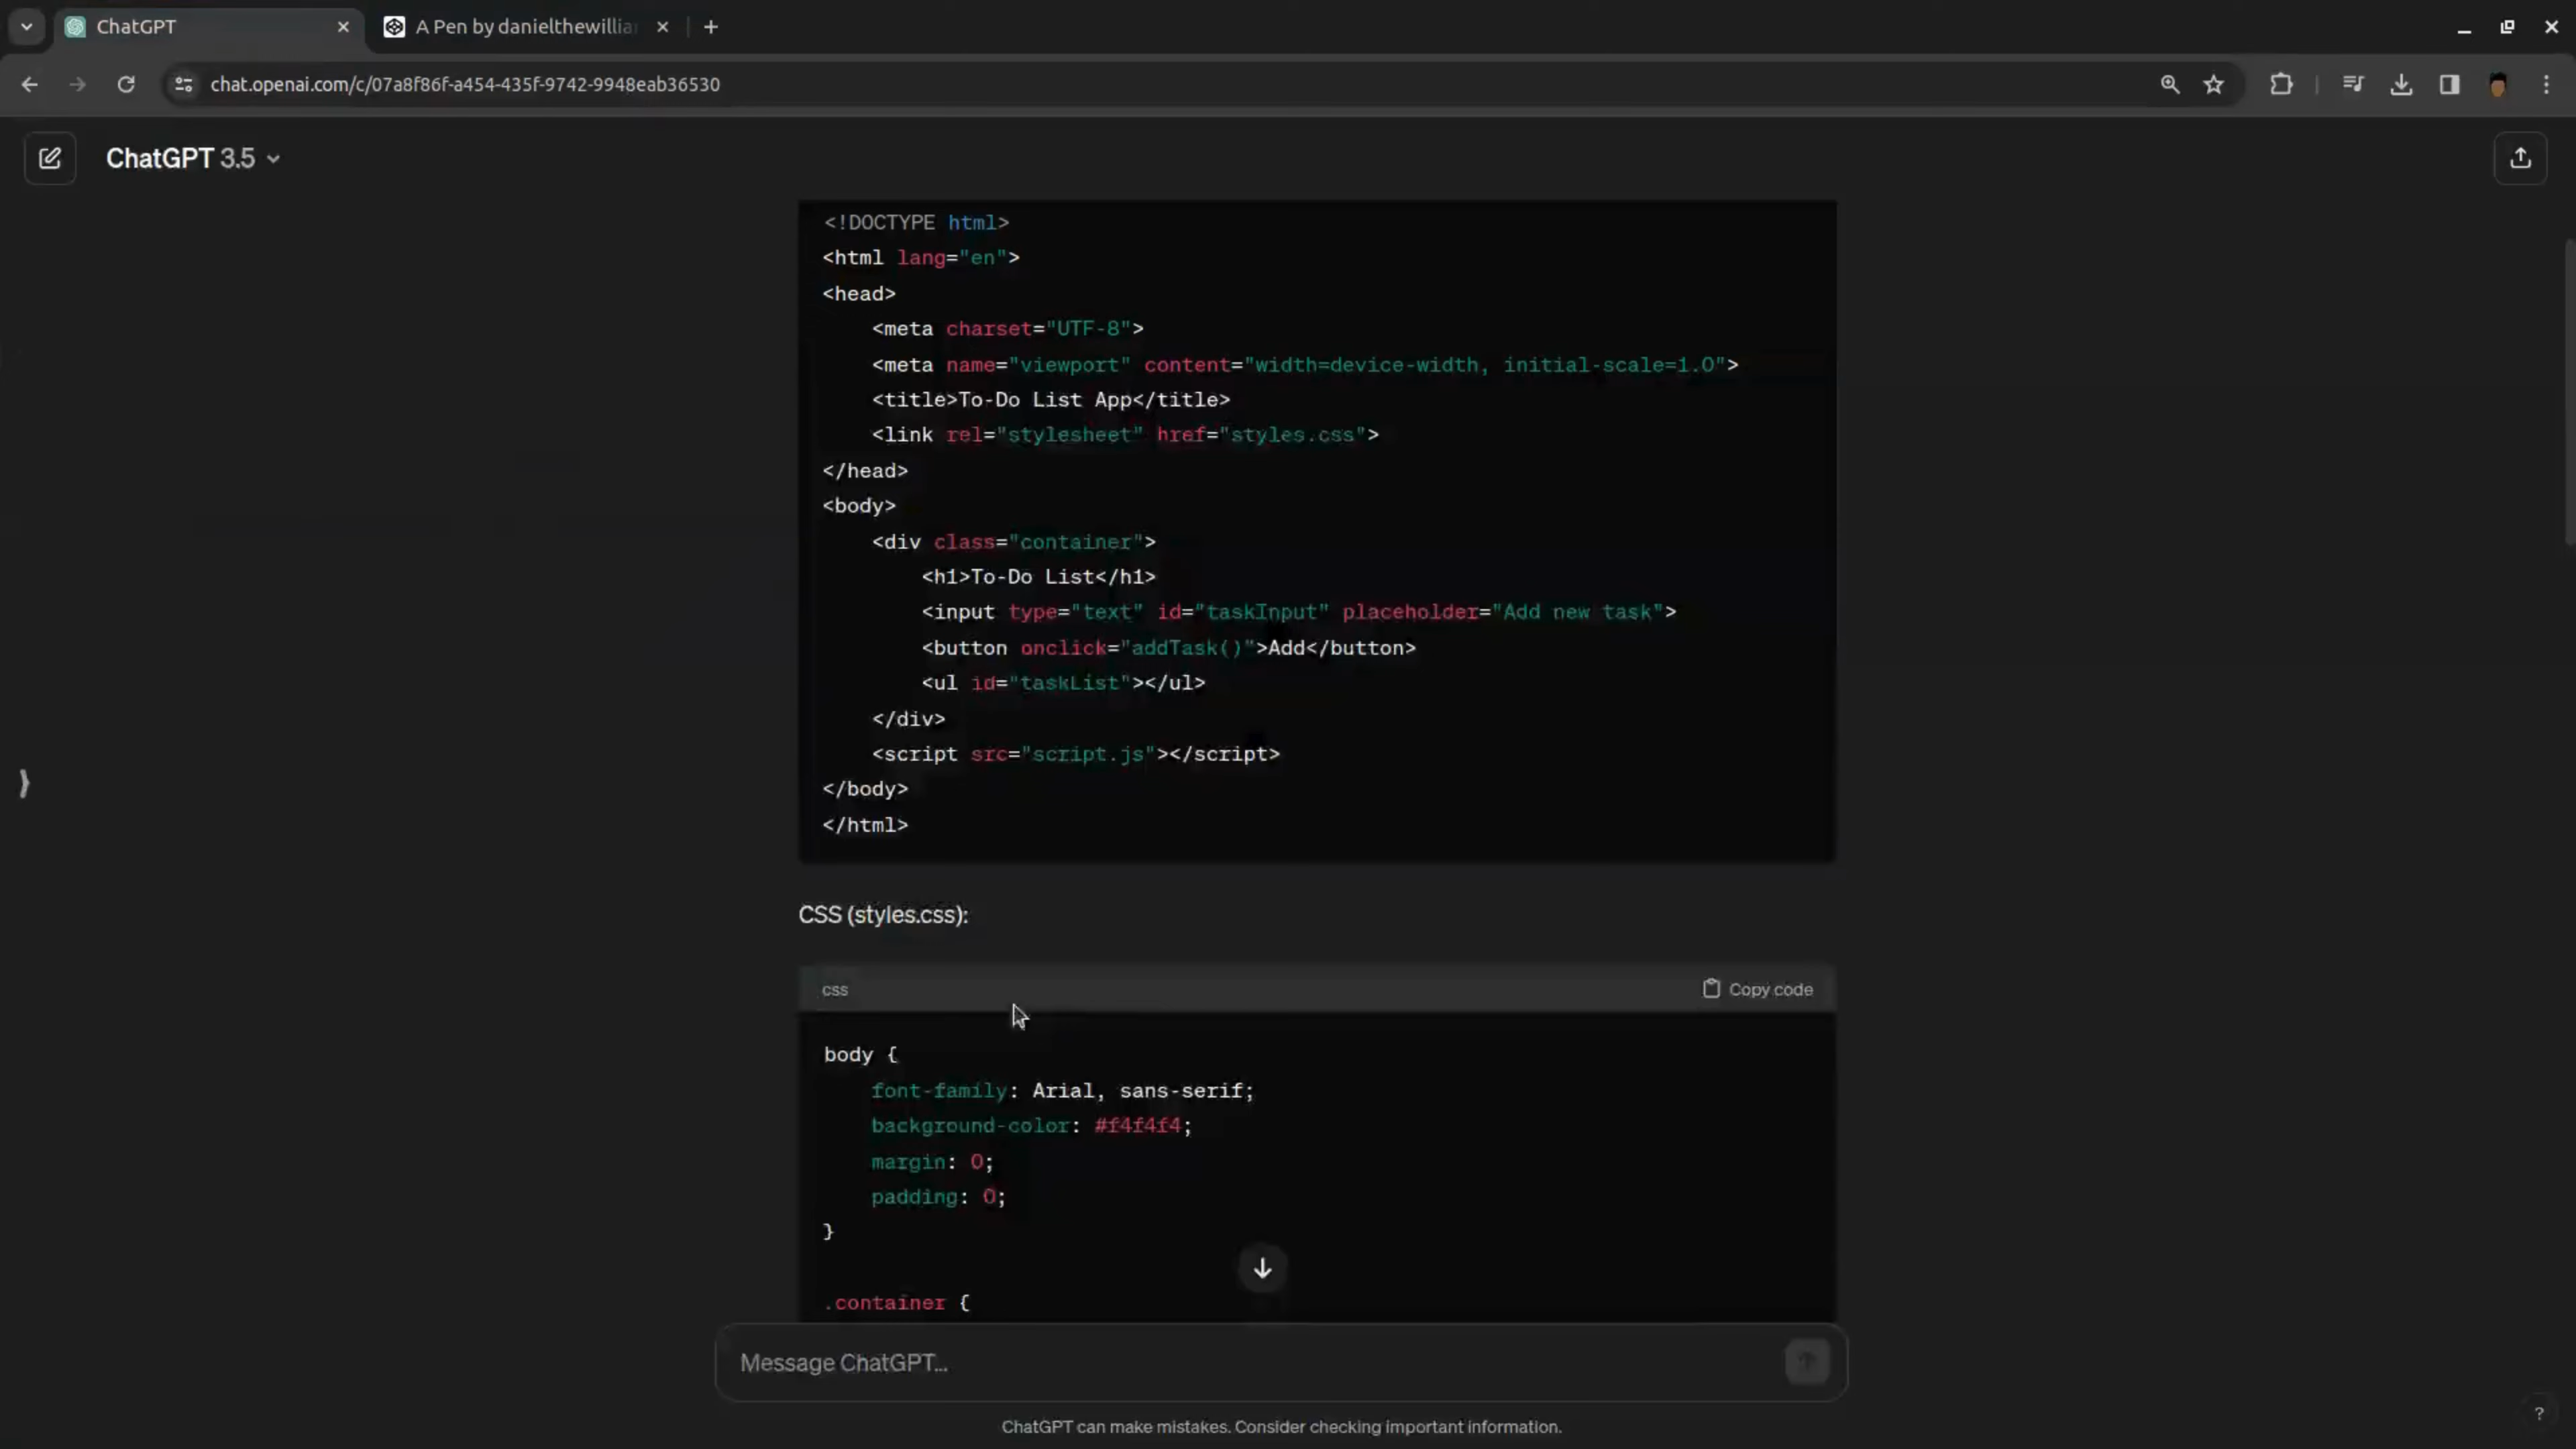 ChatGPT
A Pen by danielthewillia
chat.openai.com/c/07a8f86f-a454-435f-9742-9948eab36530
ChatGPT 3.5
<!DOCTYPE html>
<html lang="en">
<head>
    <meta charset="UTF-8">
    <meta name="viewport" content="width=device-width, initial-scale=1.0">
    <title>To-Do List App</title>
    <link rel="stylesheet" href="styles.css">
</head>
<body>
    <div class="container">
        <h1>To-Do List</h1>
        <input type="text" id="taskInput" placeholder="Add new task">
        <button onclick="addTask()">Add</button>
        <ul id="taskList"></ul>
    </div>
    <script src="script.js"></script>
</body>
</html>
CSS (styles.css):
css
Copy code
body {
    font-family: Arial, sans-serif;
    background-color: #f4f4f4;
    margin: 0;
    padding: 0;
}
.container {
Message ChatGPT...
ChatGPT can make mistakes. Consider checking important information.
?